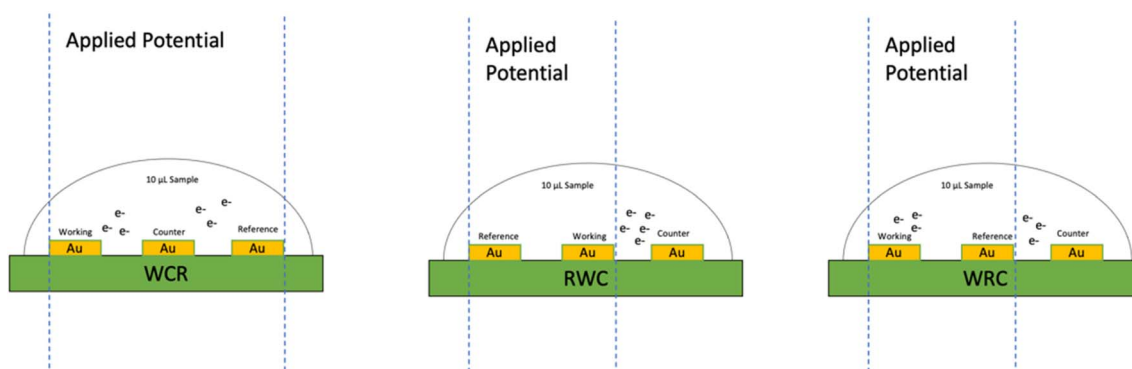 Applied Potential
10 µL Sample
e-
e-
e-
e-
e-
e-
Working
Counter
Reference
Au
Au
Au
WCR
Applied
Potential
10 µL Sample
e-
e-
e-
e-
e-
e-
Reference
Working
Counter
Au
Au
Au
RWC
Applied
Potential
10 µL Sample
e-
e-
e-
e-
e-
e-
Working
Reference
Counter
Au
Au
Au
WRC